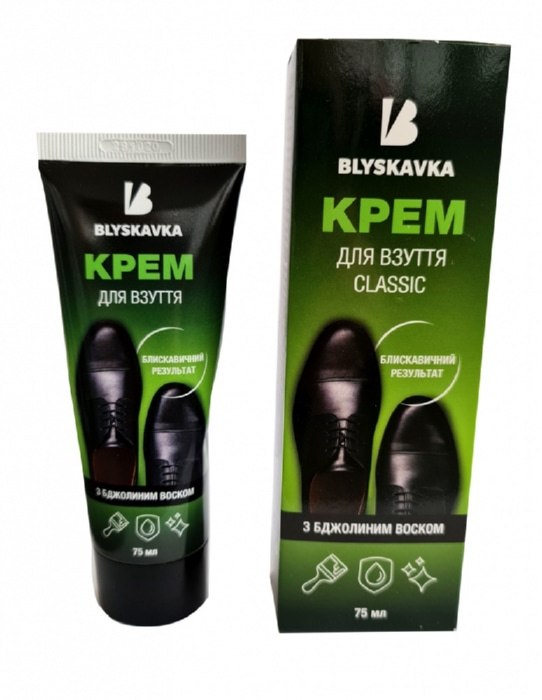 BLYSKAVKA
КРЕМ
ДЛЯ ВЗУТТЯ
БЛИСКАВИЧНИЙ
РЕЗУЛЬТАТ
З БДЖОЛИНИМ ВОСКОМ
75 мл
BLYSKAVKA
КРЕМ
ДЛЯ ВЗУТТЯ
CLASSIC
БЛИСКАВИЧНИЙ
РЕЗУЛЬТАТ
З БДЖОЛИНИМ ВОСКОМ
75 мл